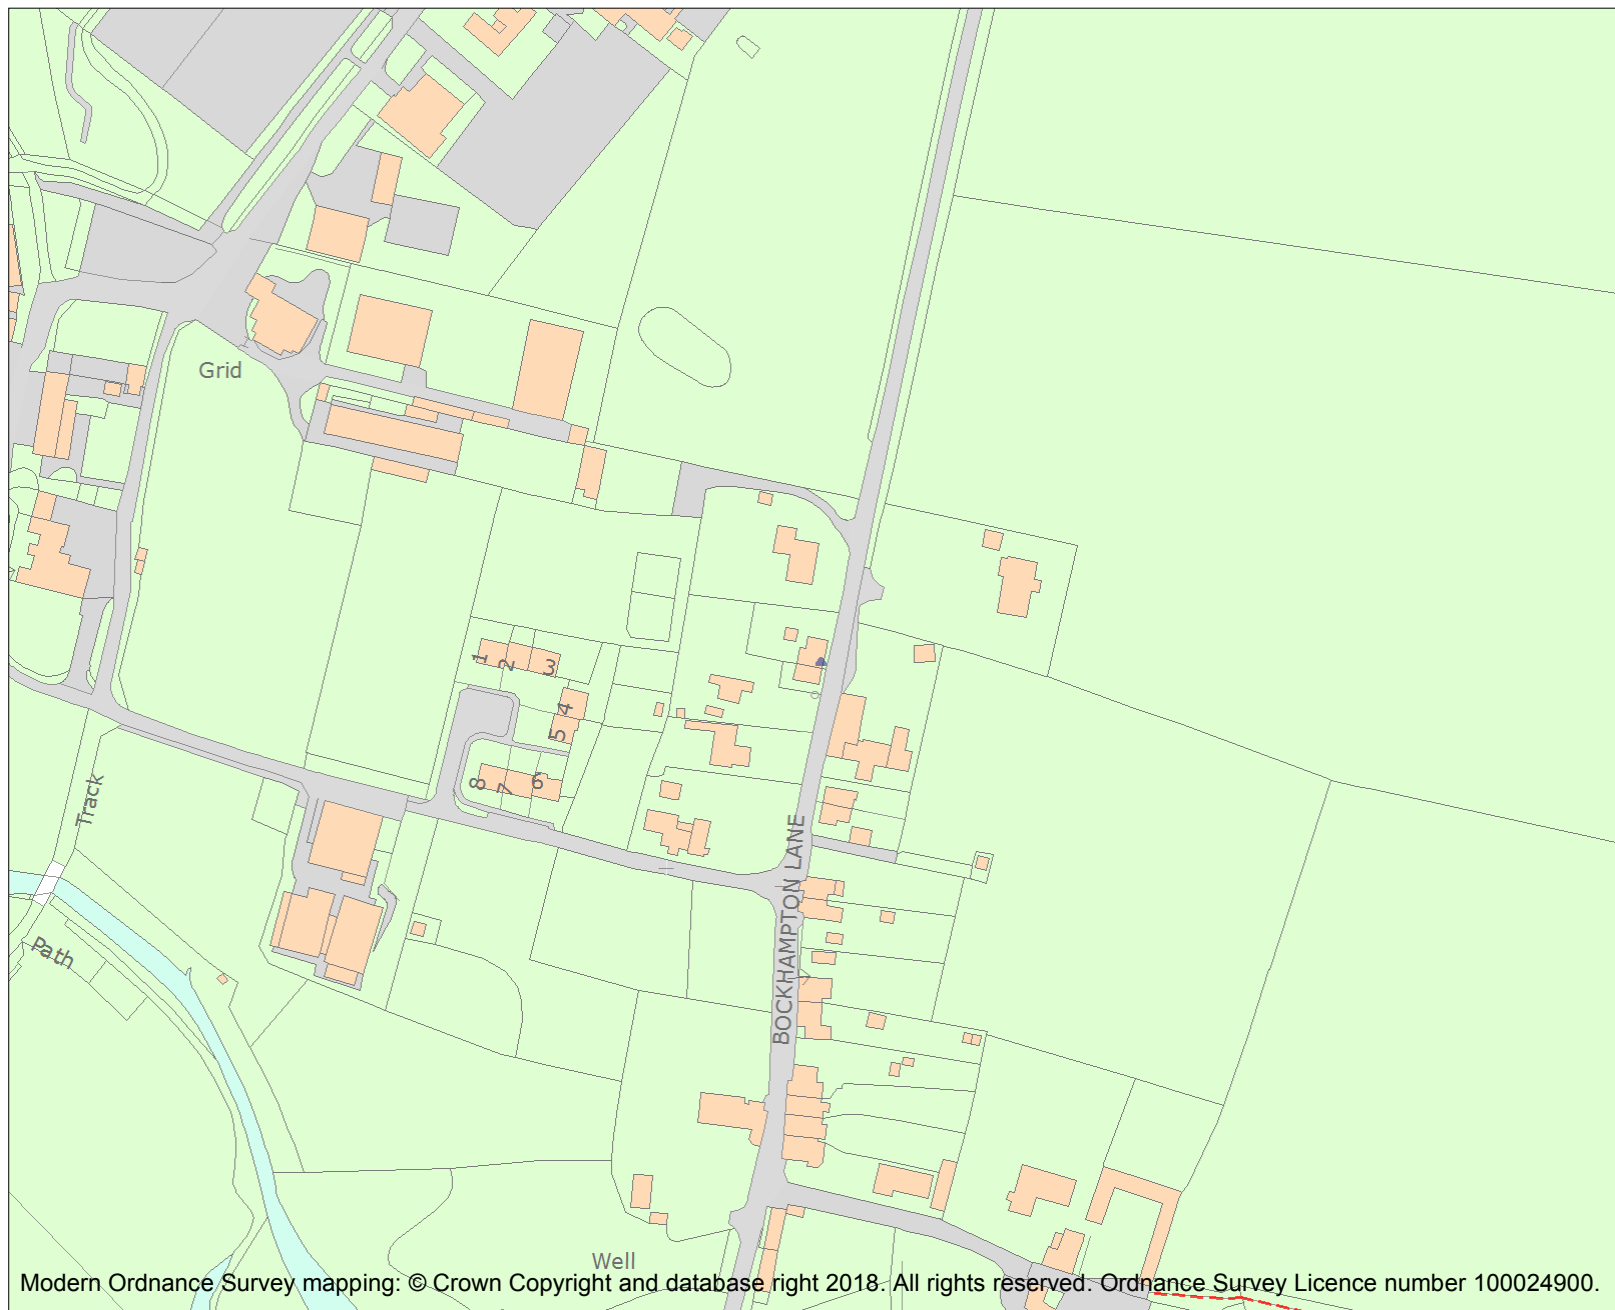 Grid
1
2
3
4
5
8
7
6
Track
BOCKHAMPTON LANE
Path
Well
Modern Ordnance Survey mapping: © Crown Copyright and database right 2018. All rights reserved. Ordnance Survey Licence number 100024900.